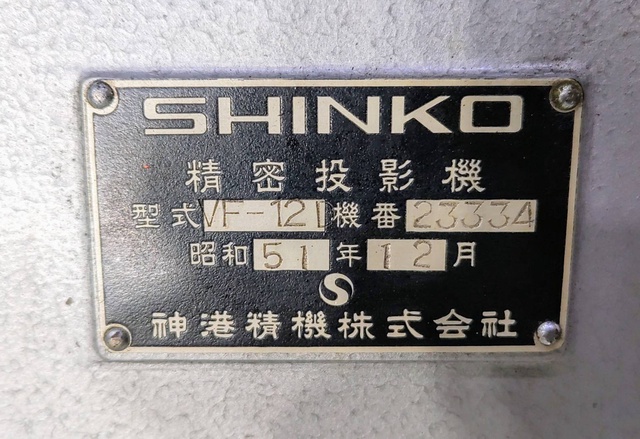 SHINKO
精密投影機
型式 VF-121 機番 23334
昭和 51 年 12 月
S
神港精機株式会社